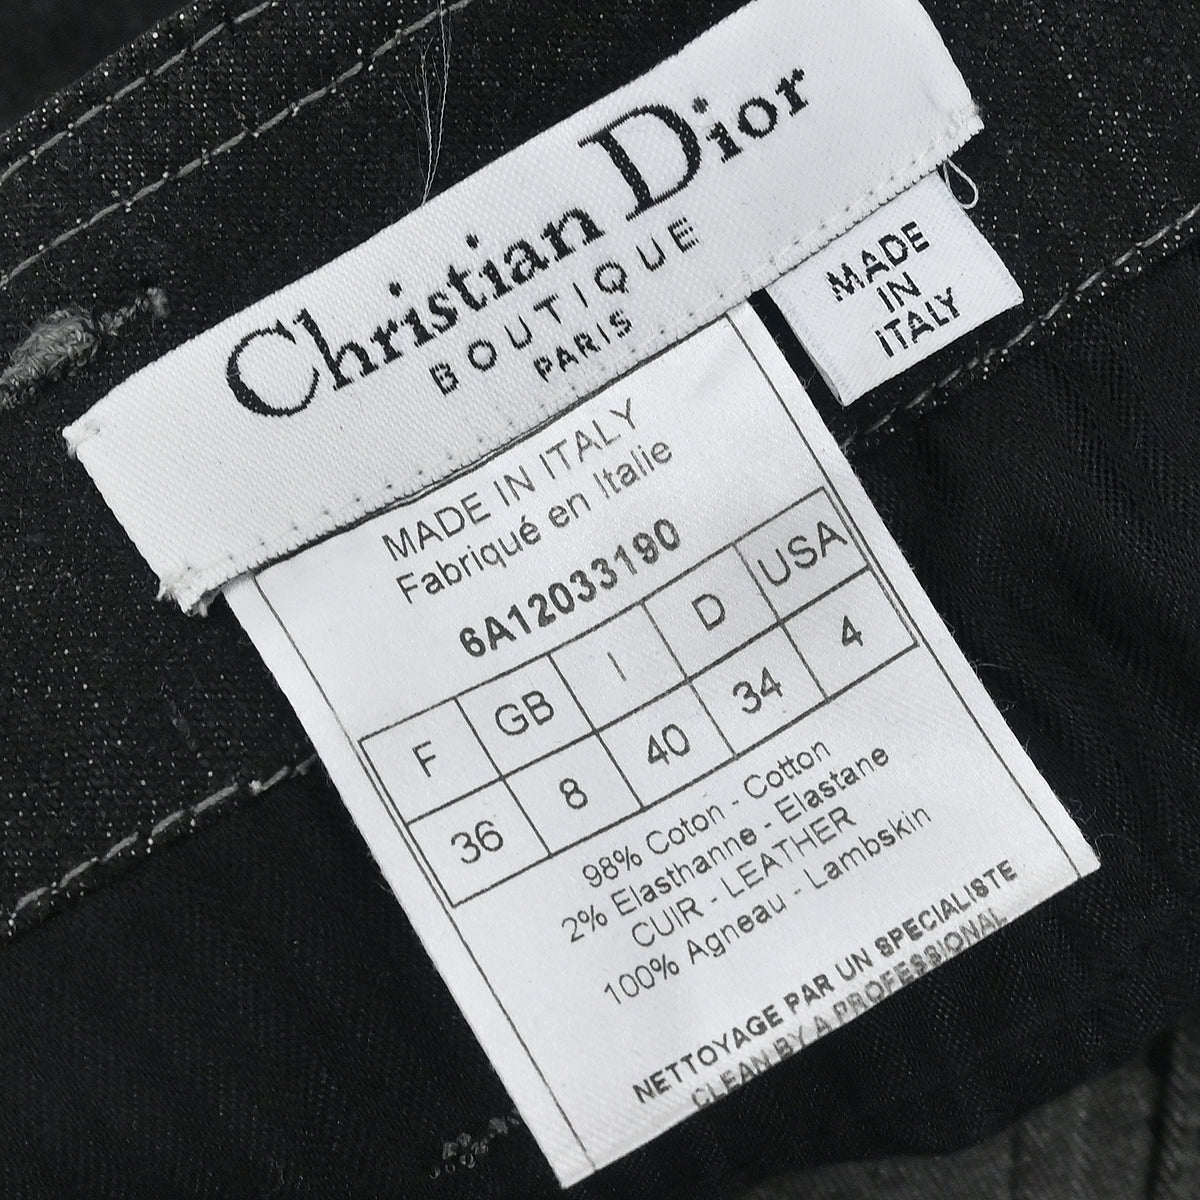 Christian Dior
BOUTIQUE
PARIS
MADE
IN
ITALY
MADE IN ITALY
Fabriqué en Italie
6A12033190
F GB I D USA
36 8 40 34 4
98% Coton - Cotton
2% Elasthanne - Elastane
CUIR - LEATHER
100% Agneau - Lambskin
NETTOYAGE PAR UN SPECIALISTE
CLEAN BY A PROFESSIONAL